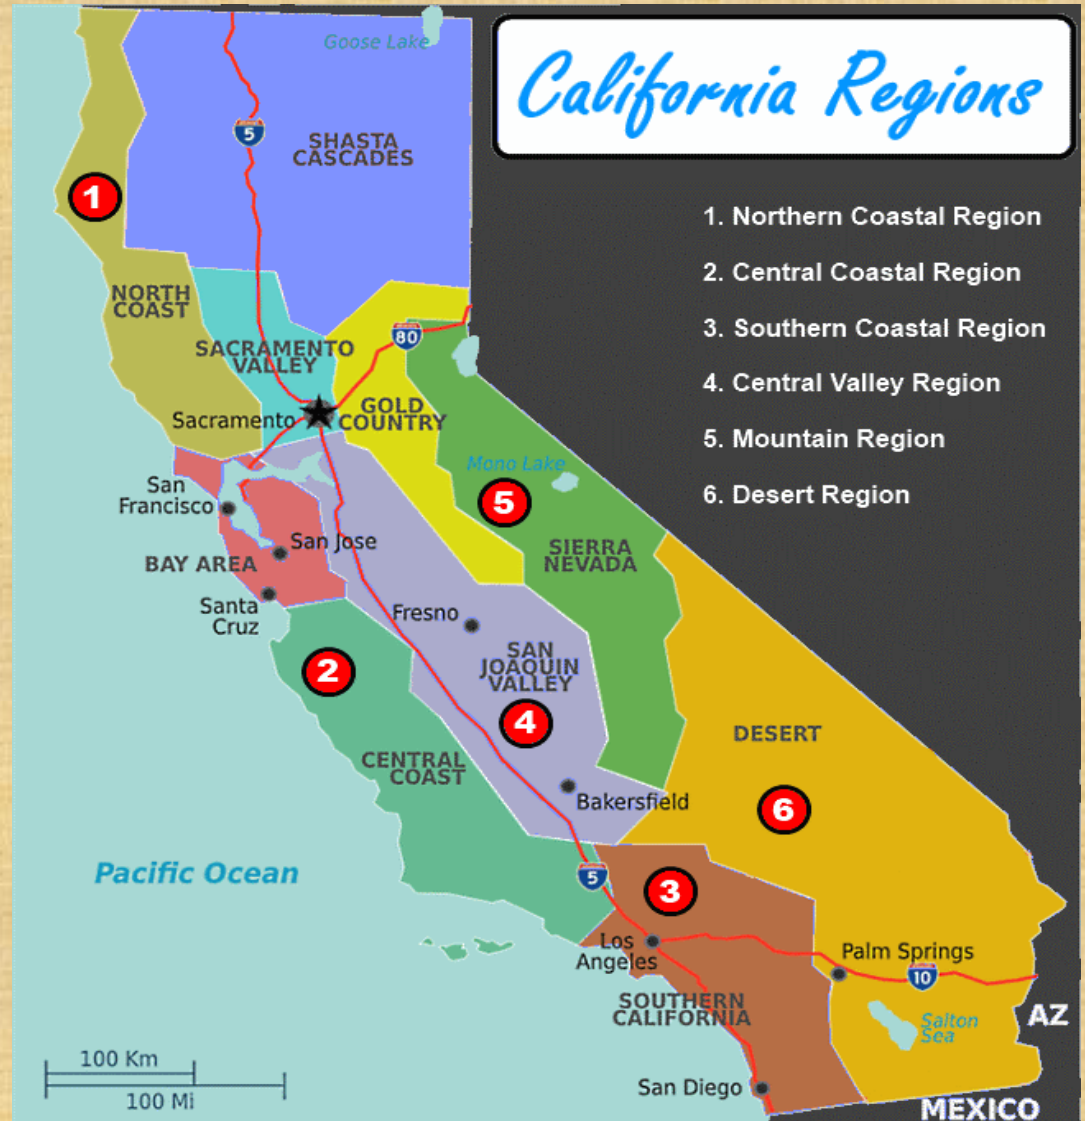 California Regions
1. Northern Coastal Region
2. Central Coastal Region
3. Southern Coastal Region
4. Central Valley Region
5. Mountain Region
6. Desert Region
Goose Lake
5
SHASTA
CASCADES
1
NORTH
COAST
SACRAMENTO
VALLEY
80
GOLD
COUNTRY
Sacramento
Mono Lake
5
San
Francisco
San Jose
BAY AREA
SIERRA
NEVADA
Santa
Cruz
Fresno
2
SAN
JOAQUIN
VALLEY
4
DESERT
CENTRAL
COAST
Bakersfield
6
Pacific Ocean
5
3
Los
Angeles
Palm Springs
10
SOUTHERN
CALIFORNIA
Salton
Sea
AZ
100 Km
100 Mi
San Diego
MEXICO